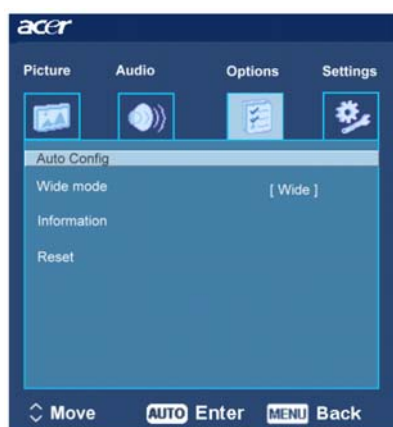 acer
Picture Audio Options Settings
Auto Config
Wide mode [ Wide ]
Information
Reset
Move AUTO Enter MENU Back